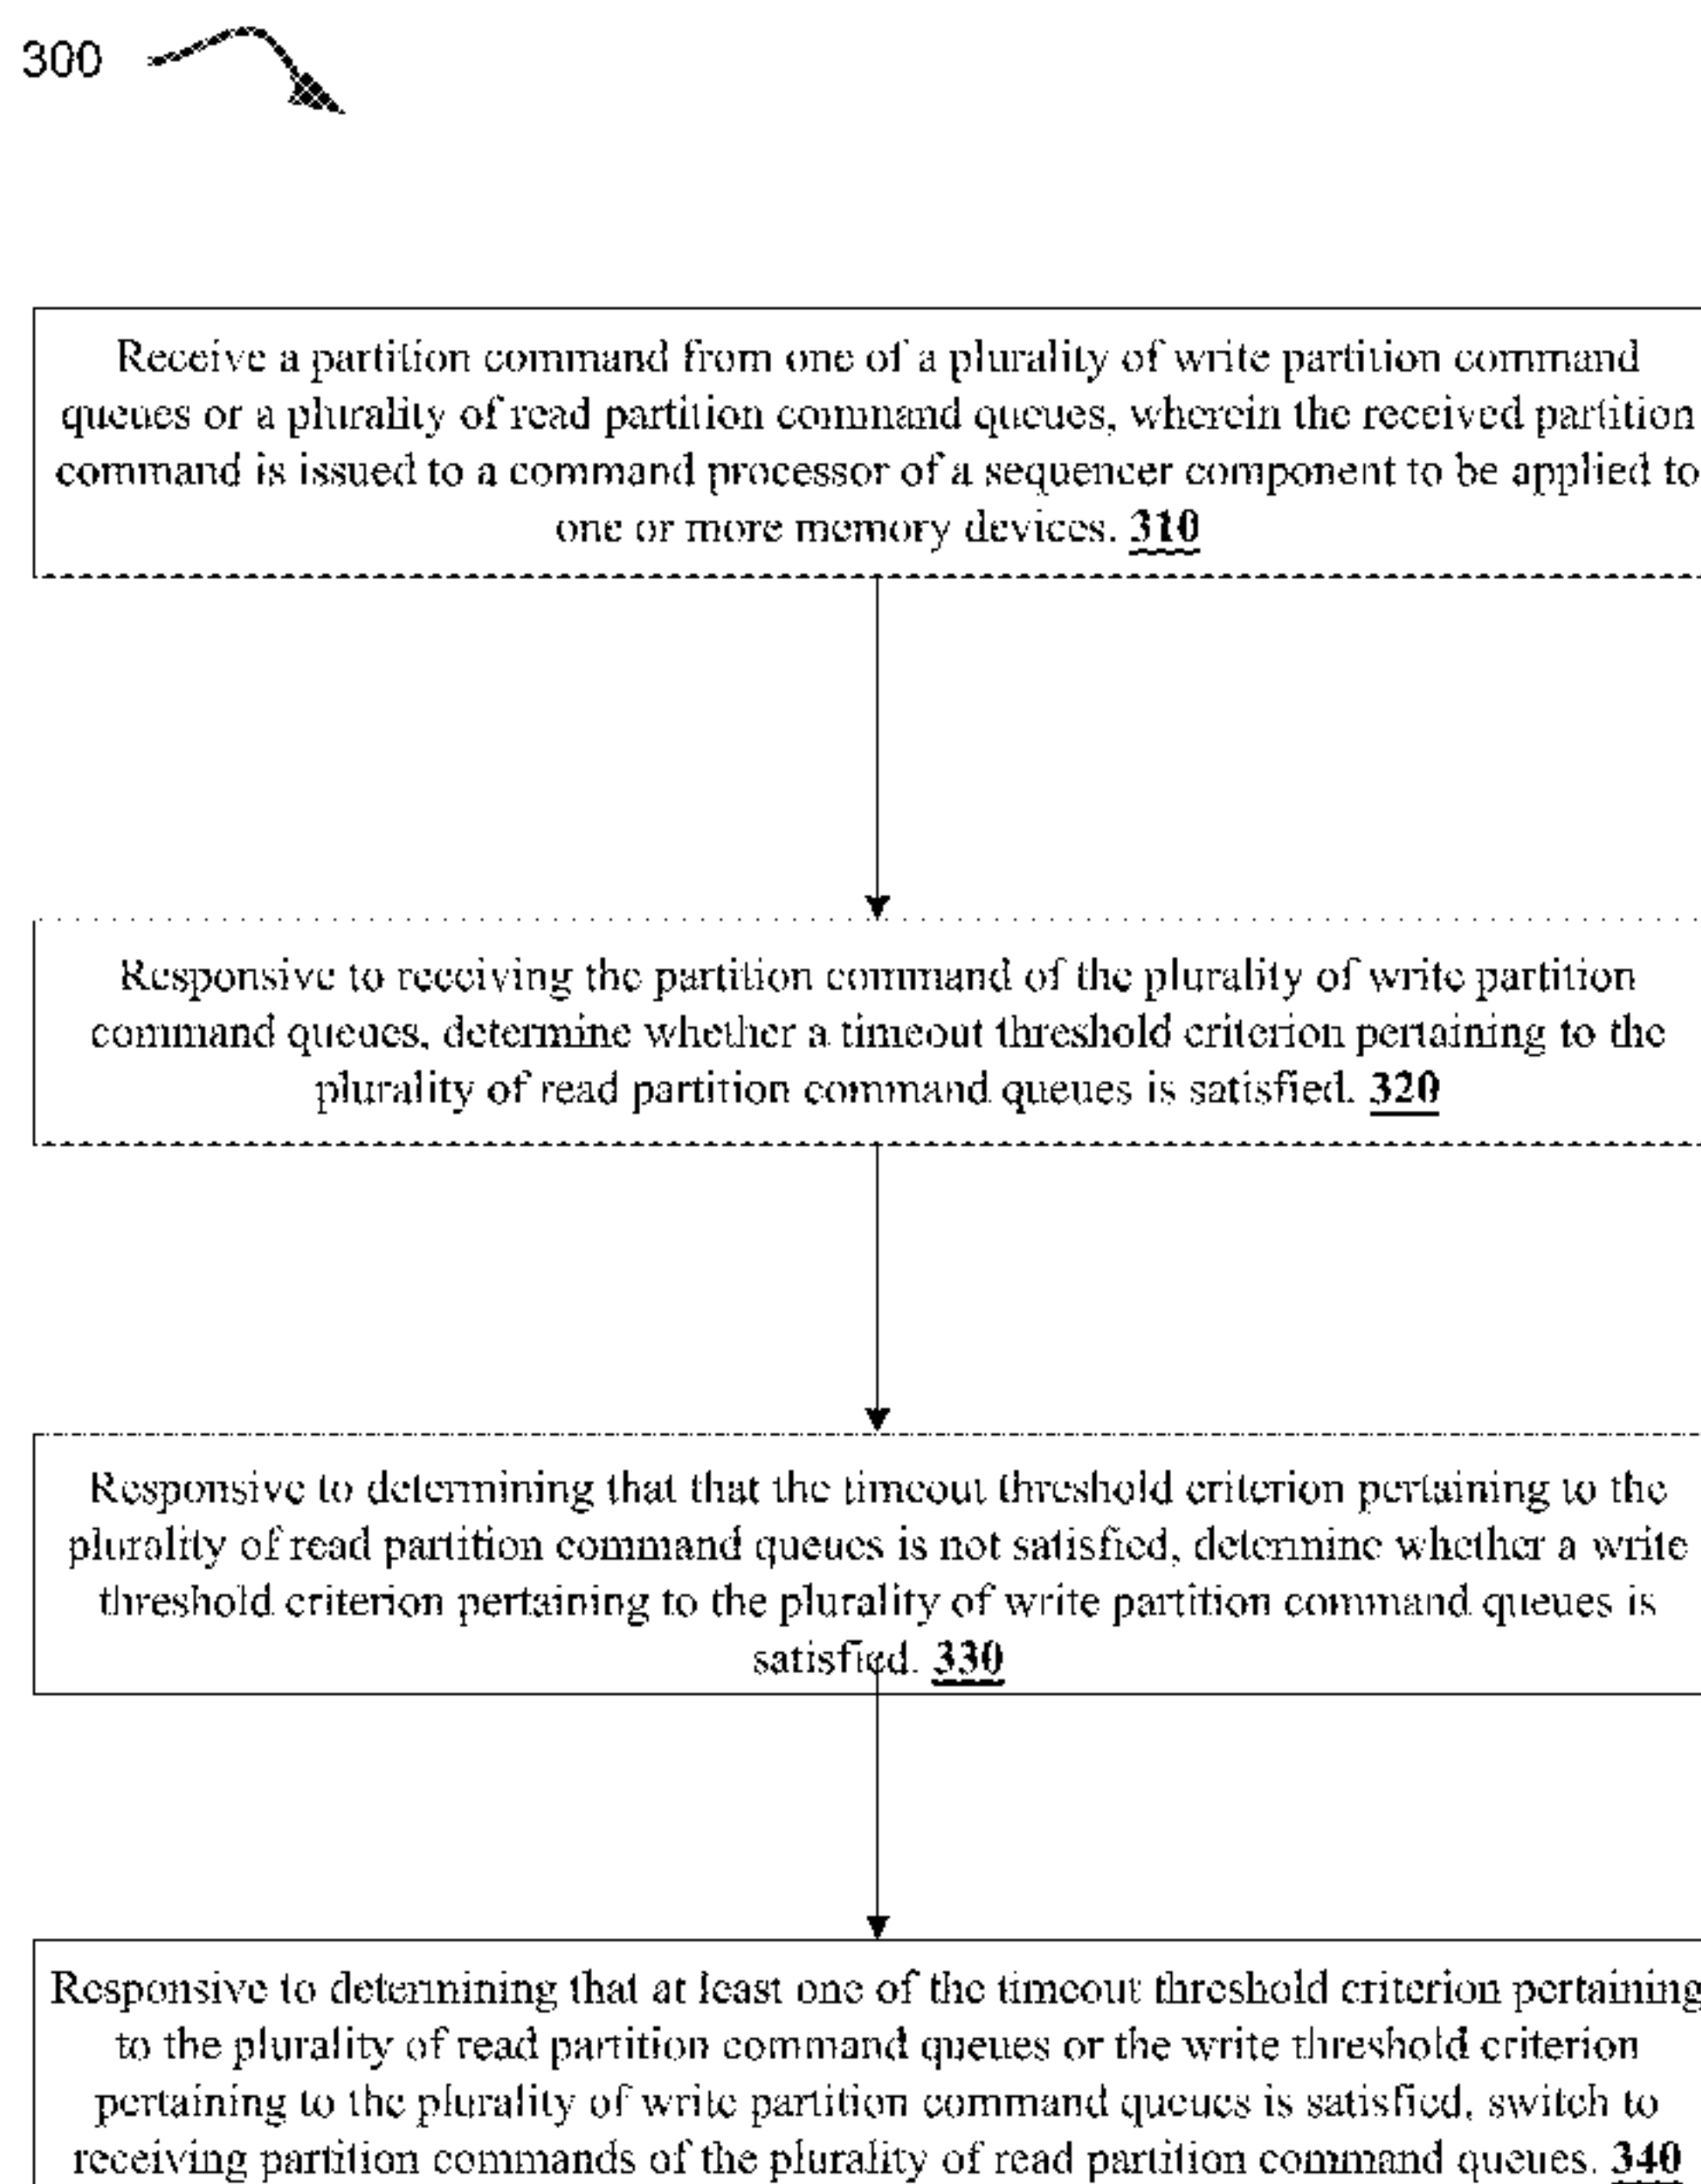 300
Receive a partition command from one of a plurality of write partition command
queues or a plurality of read partition command queues, wherein the received partition
command is issued to a command processor of a sequencer component to be applied to
one or more memory devices. 310
Responsive to receiving the partition command of the plurality of write partition
command queues, determine whether a timeout threshold criterion pertaining to the
plurality of read partition command queues is satisfied. 320
Responsive to determining that that the timeout threshold criterion pertaining to the
plurality of read partition command queues is not satisfied, determine whether a write
threshold criterion pertaining to the plurality of write partition command queues is
satisfied. 330
Responsive to determining that at least one of the timeout threshold criterion pertaining
to the plurality of read partition command queues or the write threshold criterion
pertaining to the plurality of write partition command queues is satisfied, switch to
receiving partition commands of the plurality of read partition command queues. 340